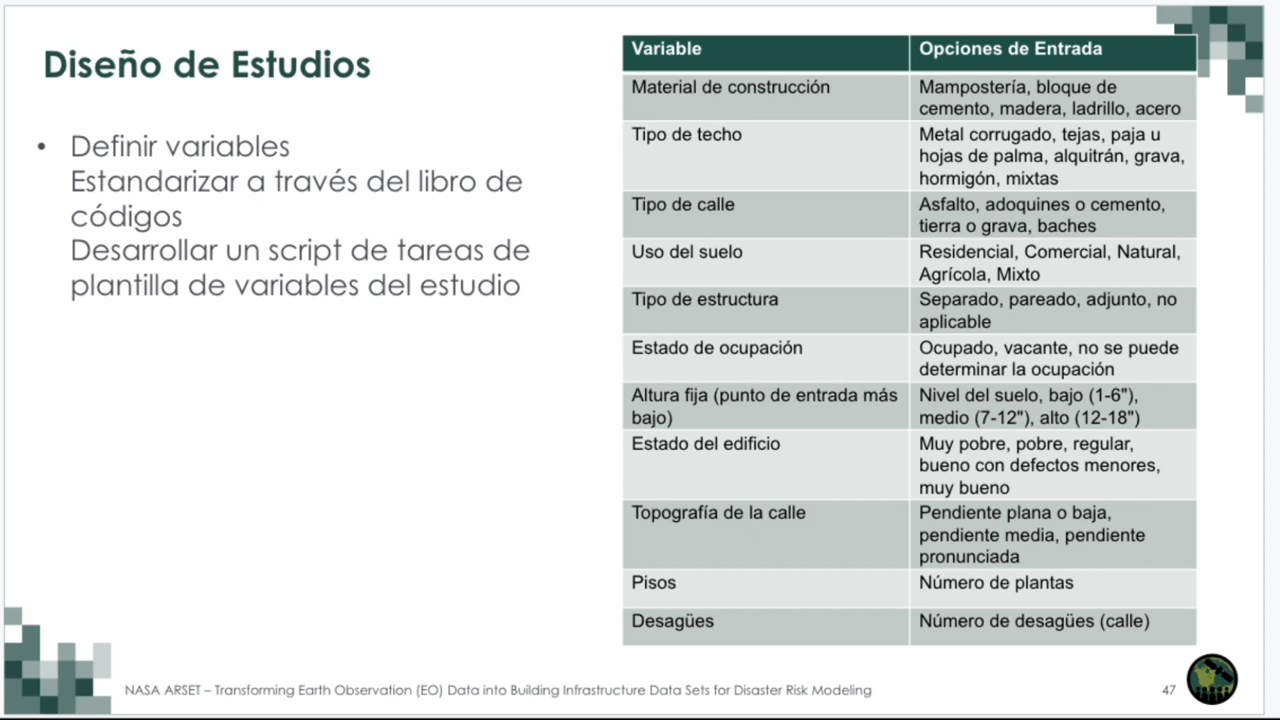 Diseño de Estudios
• Definir variables
Estandarizar a través del libro de
códigos
Desarrollar un script de tareas de
plantilla de variables del estudio
Variable
Opciones de Entrada
Material de construcción
Mampostería, bloque de
cemento, madera, ladrillo, acero
Tipo de techo
Metal corrugado, tejas, paja u
hojas de palma, alquitrán, grava,
hormigón, mixtas
Tipo de calle
Asfalto, adoquines o cemento,
tierra o grava, baches
Uso del suelo
Residencial, Comercial, Natural,
Agrícola, Mixto
Tipo de estructura
Separado, pareado, adjunto, no
aplicable
Estado de ocupación
Ocupado, vacante, no se puede
determinar la ocupación
Altura fija (punto de entrada más
bajo)
Nivel del suelo, bajo (1-6"),
medio (7-12"), alto (12-18")
Estado del edificio
Muy pobre, pobre, regular,
bueno con defectos menores,
muy bueno
Topografía de la calle
Pendiente plana o baja,
pendiente media, pendiente
pronunciada
Pisos
Número de plantas
Desagües
Número de desagües (calle)
NASA ARSET – Transforming Earth Observation (EO) Data into Building Infrastructure Data Sets for Disaster Risk Modeling
47